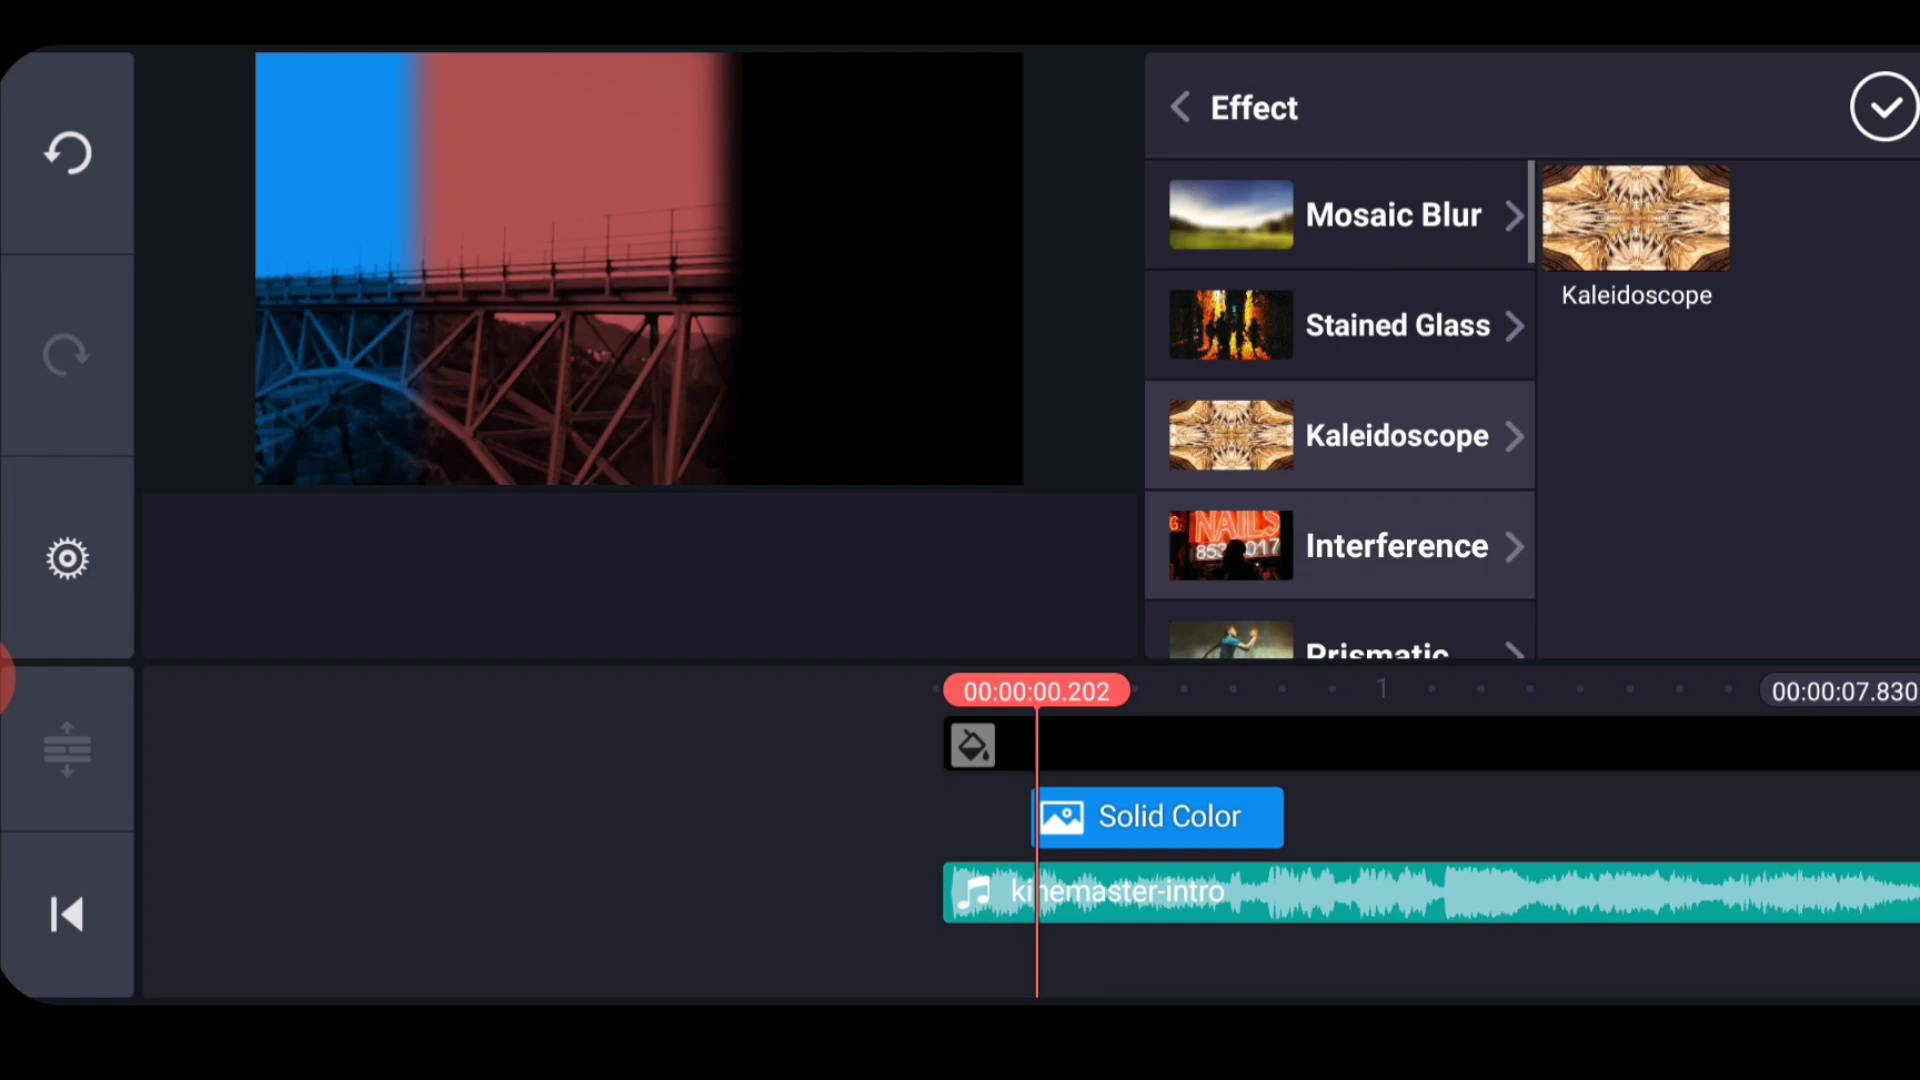 Effect
Mosaic Blur
Stained Glass
Kaleidoscope
Interference
Prismatic
Kaleidoscope
NAILS
00:00:00.202
1
00:00:07.830
Solid Color
kinemaster-intro